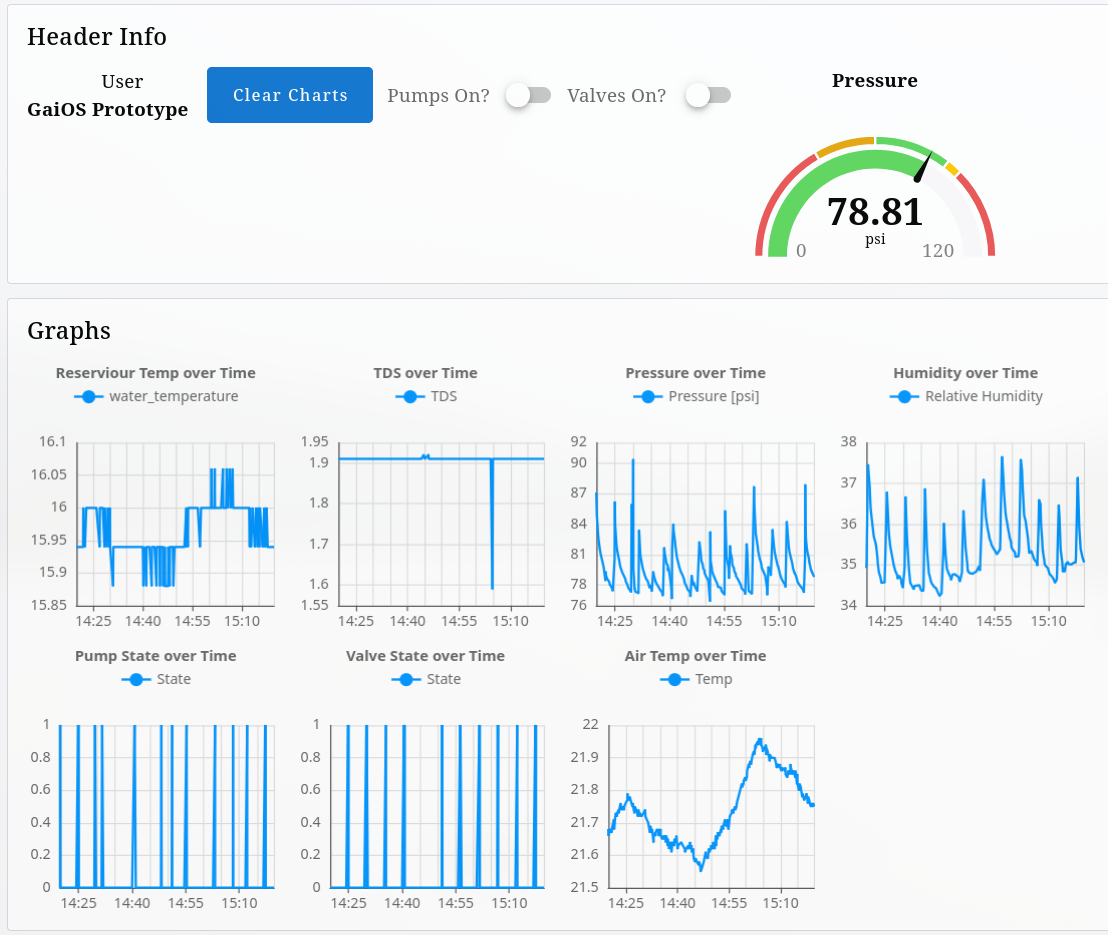 Header Info
User
GaiOS Prototype
Clear Charts
Pumps On?
Valves On?
Pressure
78.81
psi
0
120
Graphs
Reserviour Temp over Time
water_temperature
16.1
16.05
16
15.95
15.9
15.85
14:25 14:40 14:55 15:10
TDS over Time
TDS
1.95
1.9
1.8
1.7
1.6
1.55
14:25 14:40 14:55 15:10
Pressure over Time
Pressure [psi]
92
90
87
84
81
78
76
14:25 14:40 14:55 15:10
Humidity over Time
Relative Humidity
38
37
36
35
34
14:25 14:40 14:55 15:10
Pump State over Time
State
1
0.8
0.6
0.4
0.2
0
14:25 14:40 14:55 15:10
Valve State over Time
State
1
0.8
0.6
0.4
0.2
0
14:25 14:40 14:55 15:10
Air Temp over Time
Temp
22
21.9
21.8
21.7
21.6
21.5
14:25 14:40 14:55 15:10